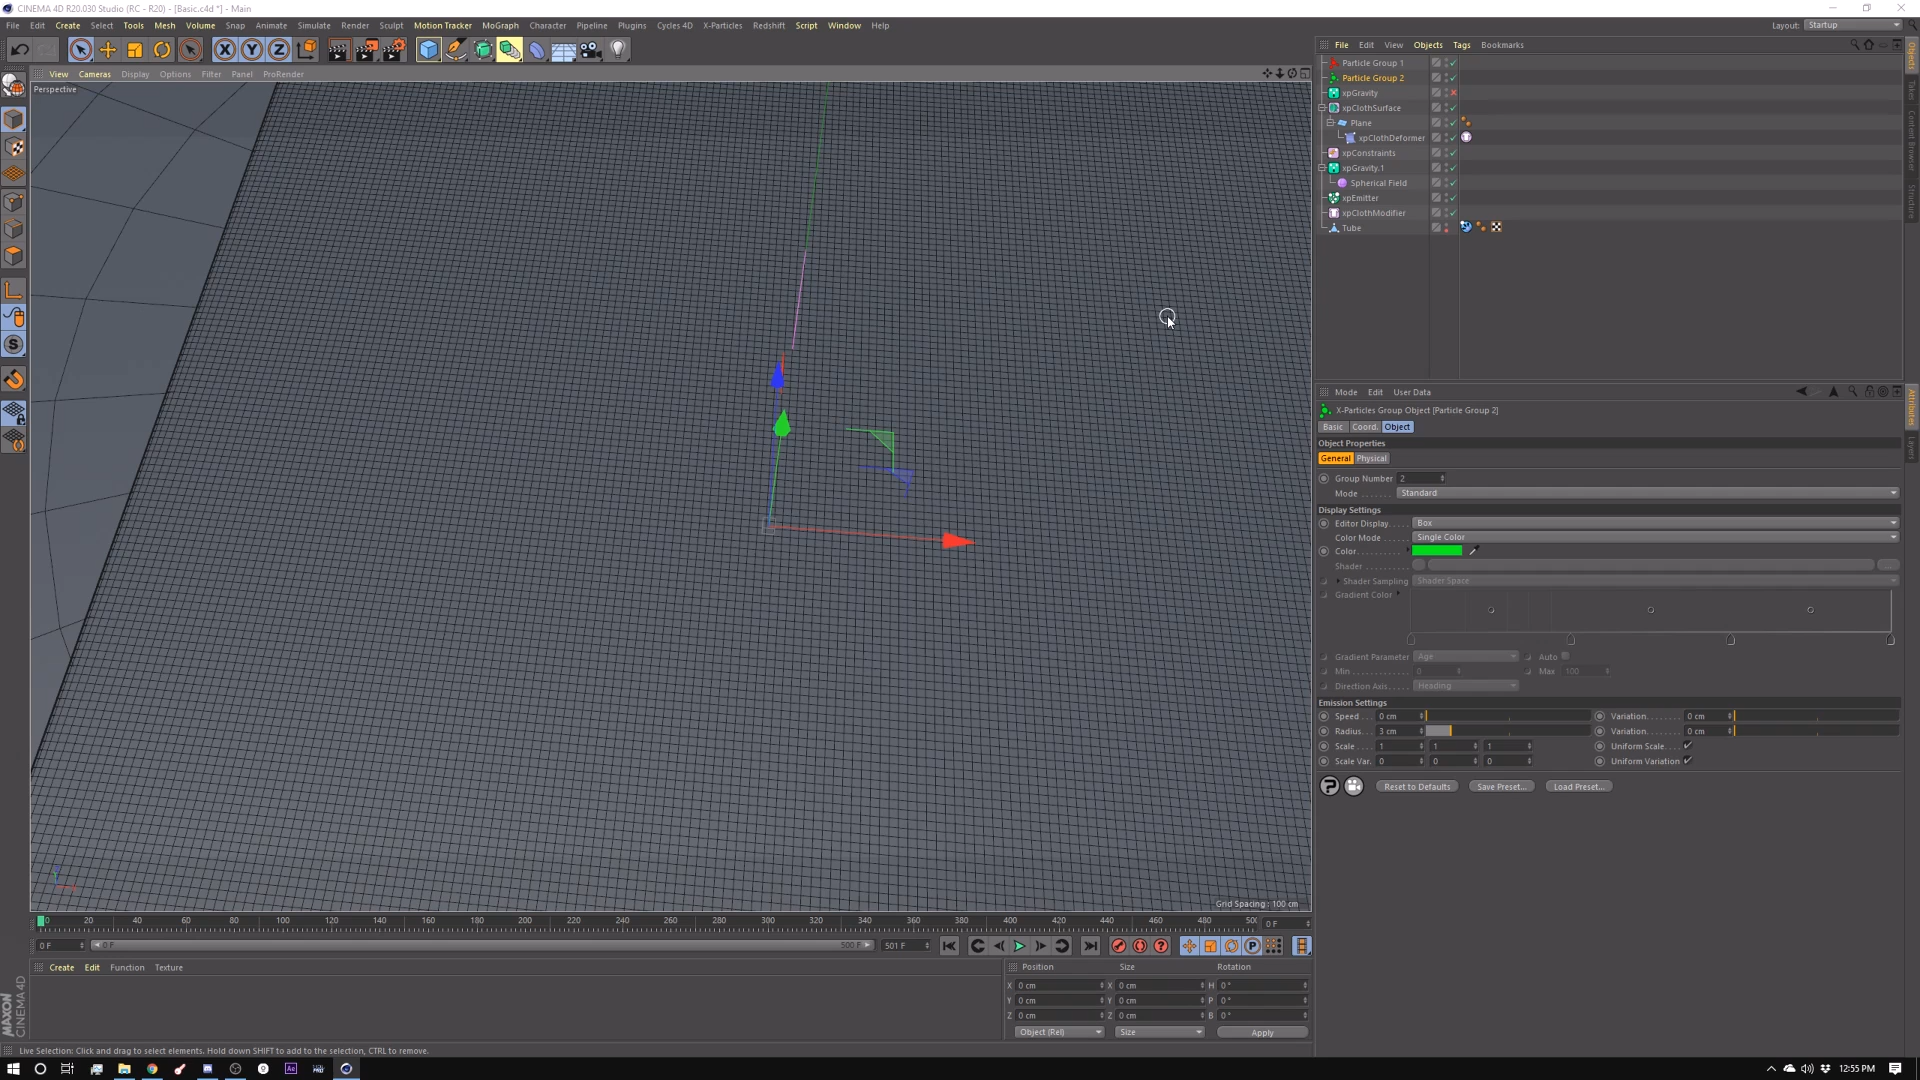 CINEMA 4D R20.030 Studio (RC - R20) - [Basic.c4d *] - Main
File Edit Create Select Tools Mesh Volume Snap Animate Simulate Render Sculpt Motion Tracker MoGraph Character Pipeline Plugins Cycles 4D X-Particles Redshift Script Window Help
Layout: Startup
View Cameras Display Options Filter Panel ProRender
Perspective
Grid Spacing : 100 cm
File Edit View Objects Tags Bookmarks
Particle Group 1
Particle Group 2
xpGravity
xpClothSurface
Plane
xpClothDeformer
xpConstraints
xpGravity.1
Spherical Field
xpEmitter
xpClothModifier
Tube
Objects
Takes
Content Browser
Structure
Mode Edit User Data
X-Particles Group Object [Particle Group 2]
Basic Coord. Object
Object Properties
General Physical
Group Number 2
Mode Standard
Display Settings
Editor Display Box
Color Mode Single Color
Color
Shader
Shader Sampling Shader Space
Gradient Color
Gradient Parameter Age Auto
Min 0 Max 100
Direction Axis Heading
Emission Settings
Speed 0 cm Variation 0 cm
Radius 3 cm Variation 0 cm
Scale 1 1 1 Uniform Scale
Scale Var. 0 0 0 Uniform Variation
Reset to Defaults Save Preset... Load Preset...
Attributes
Layers
0 20 40 60 80 100 120 140 160 180 200 220 240 260 280 300 320 340 360 380 400 420 440 460 480 500 0 F
0 F 0 F 500 F 501 F
Create Edit Function Texture
Position Size Rotation
X 0 cm X 0 cm H 0 °
Y 0 cm Y 0 cm P 0 °
Z 0 cm Z 0 cm B 0 °
Object (Rel) Size Apply
MAXON
CINEMA 4D
Live Selection: Click and drag to select elements. Hold down SHIFT to add to the selection, CTRL to remove.
Ae
12:55 PM